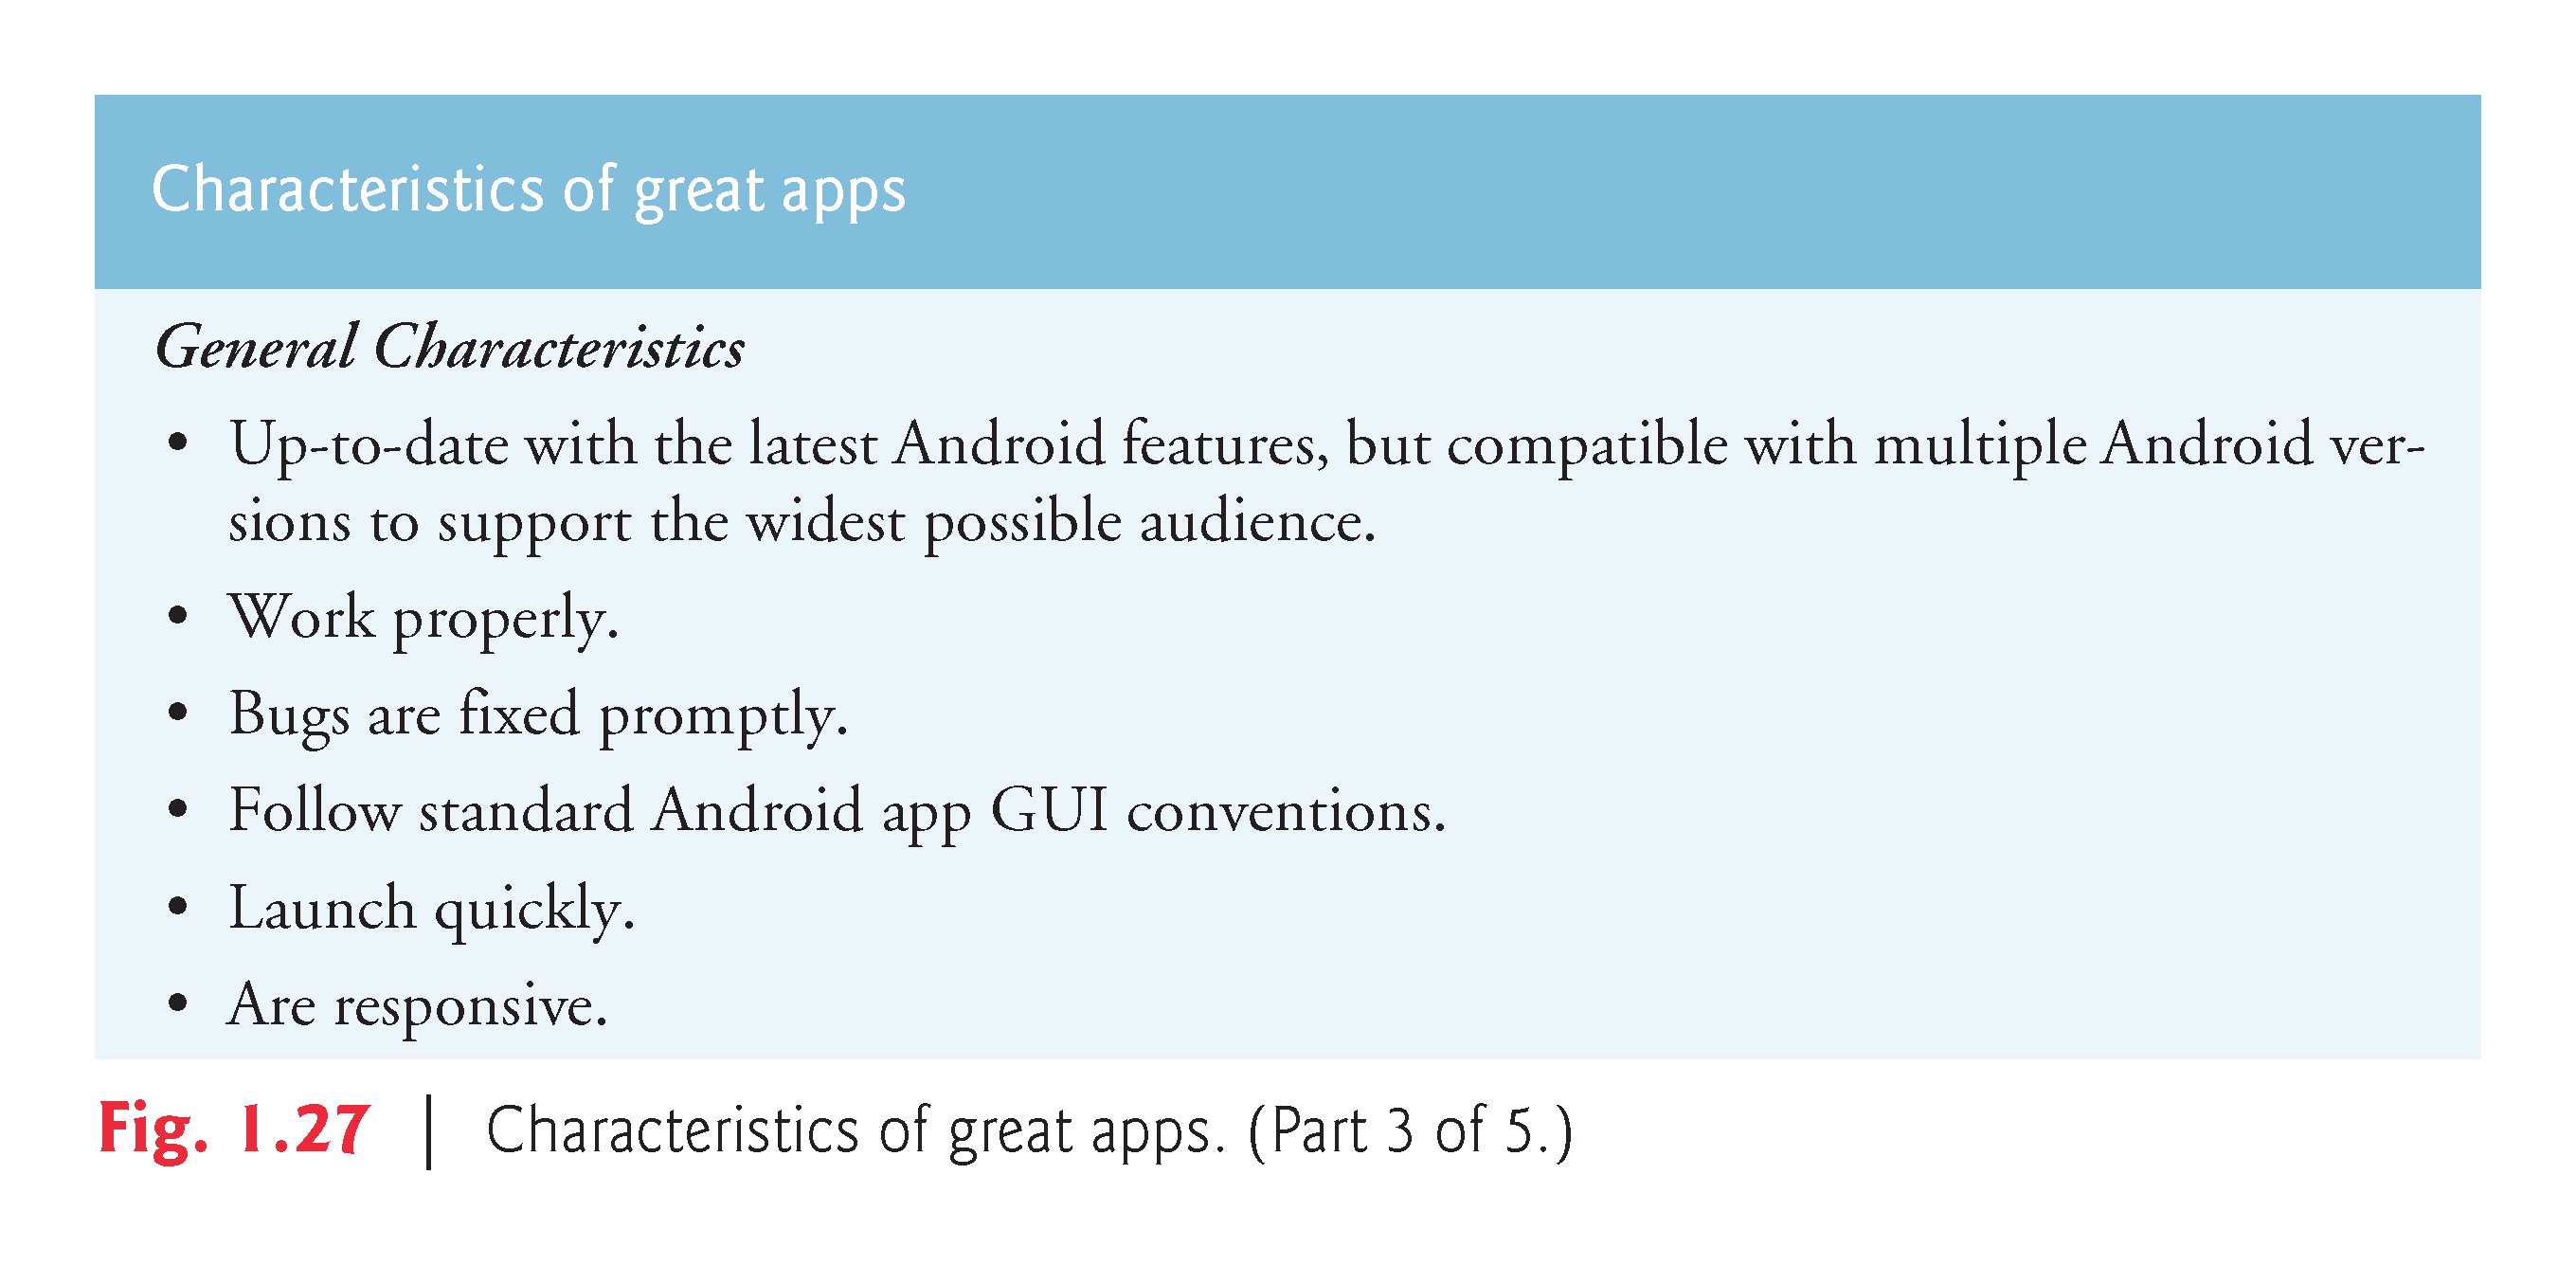 Characteristics of great apps
General Characteristics
• Up-to-date with the latest Android features, but compatible with multiple Android ver-
sions to support the widest possible audience.
• Work properly.
• Bugs are fixed promptly.
• Follow standard Android app GUI conventions.
• Launch quickly.
• Are responsive.
Fig. 1.27 | Characteristics of great apps. (Part 3 of 5.)